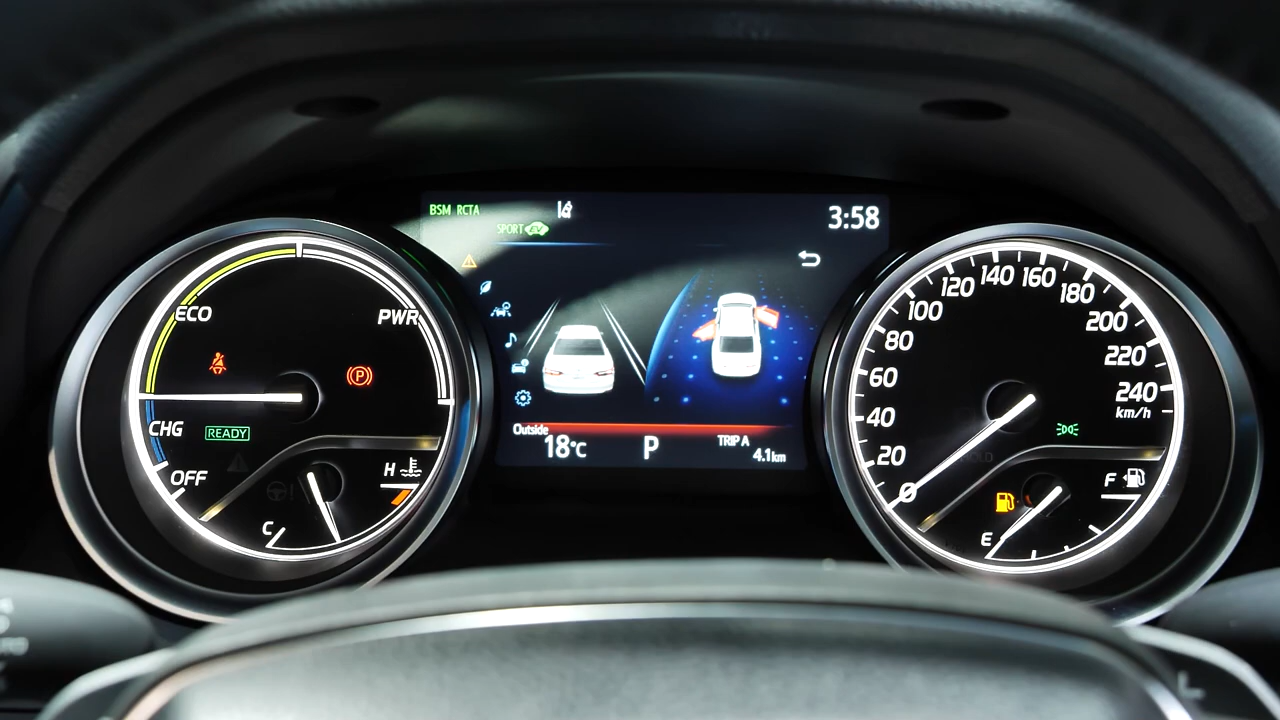 BSM RCTA
SPORT EV
3:58
ECO
PWR
CHG
READY
OFF
H
C
Outside
18°C
P
TRIP A
4.1km
0
20
40
60
80
100
120
140
160
180
200
220
240
km/h
F
E